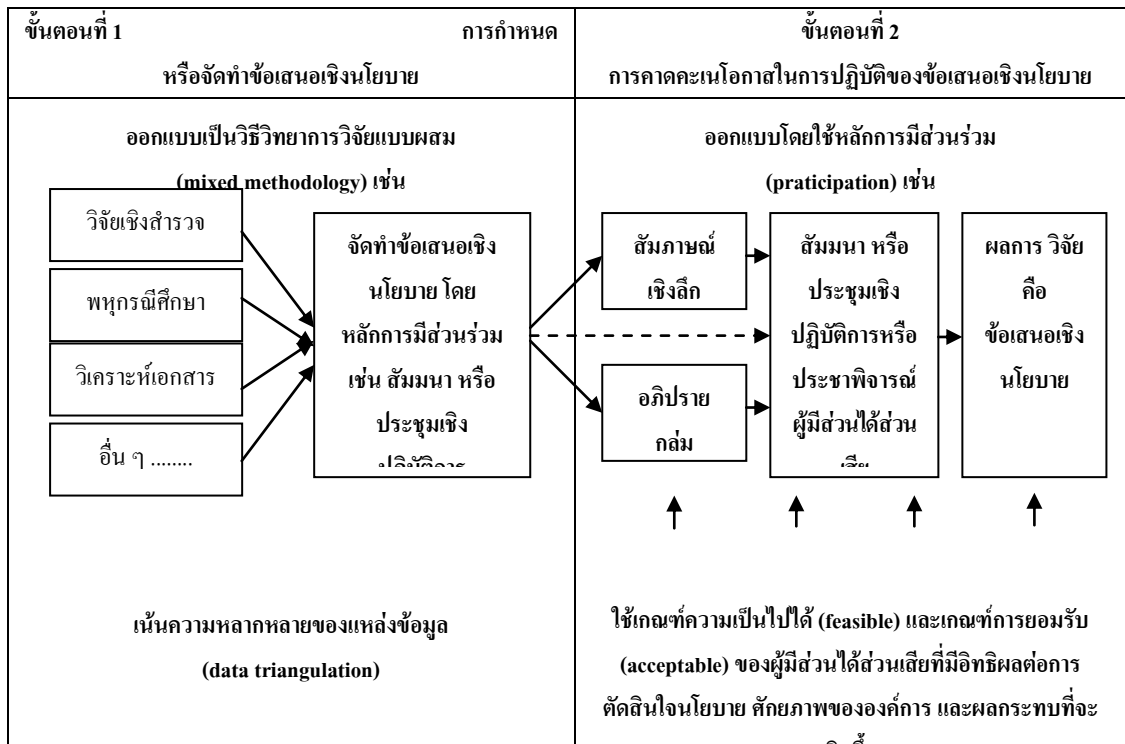 ขั้นตอนที่ 1 การกำหนด
หรือจัดทำข้อเสนอเชิงนโยบาย
ขั้นตอนที่ 2
การคาดคะเนโอกาสในการปฏิบัติของข้อเสนอเชิงนโยบาย
ออกแบบเป็นวิธีวิทยาการวิจัยแบบผสม
(mixed methodology) เช่น
วิจัยเชิงสำรวจ
พหุกรณีศึกษา
วิเคราะห์เอกสาร
อื่น ๆ ........
จัดทำข้อเสนอเชิง
นโยบาย โดย
หลักการมีส่วนร่วม
เช่น สัมมนา หรือ
ประชุมเชิง
ปฏิบัติการ
เน้นความหลากหลายของแหล่งข้อมูล
(data triangulation)
ออกแบบโดยใช้หลักการมีส่วนร่วม
(praticipation) เช่น
สัมภาษณ์
เชิงลึก
อภิปราย
กลุ่ม
สัมมนา หรือ
ประชุมเชิง
ปฏิบัติการหรือ
ประชาพิจารณ์
ผู้มีส่วนได้ส่วน
เสีย
ผลการ วิจัย
คือ
ข้อเสนอเชิง
นโยบาย
ใช้เกณฑ์ความเป็นไปได้ (feasible) และเกณฑ์การยอมรับ
(acceptable) ของผู้มีส่วนได้ส่วนเสียที่มีอิทธิผลต่อการ
ตัดสินใจนโยบาย ศักยภาพขององค์การ และผลกระทบที่จะ